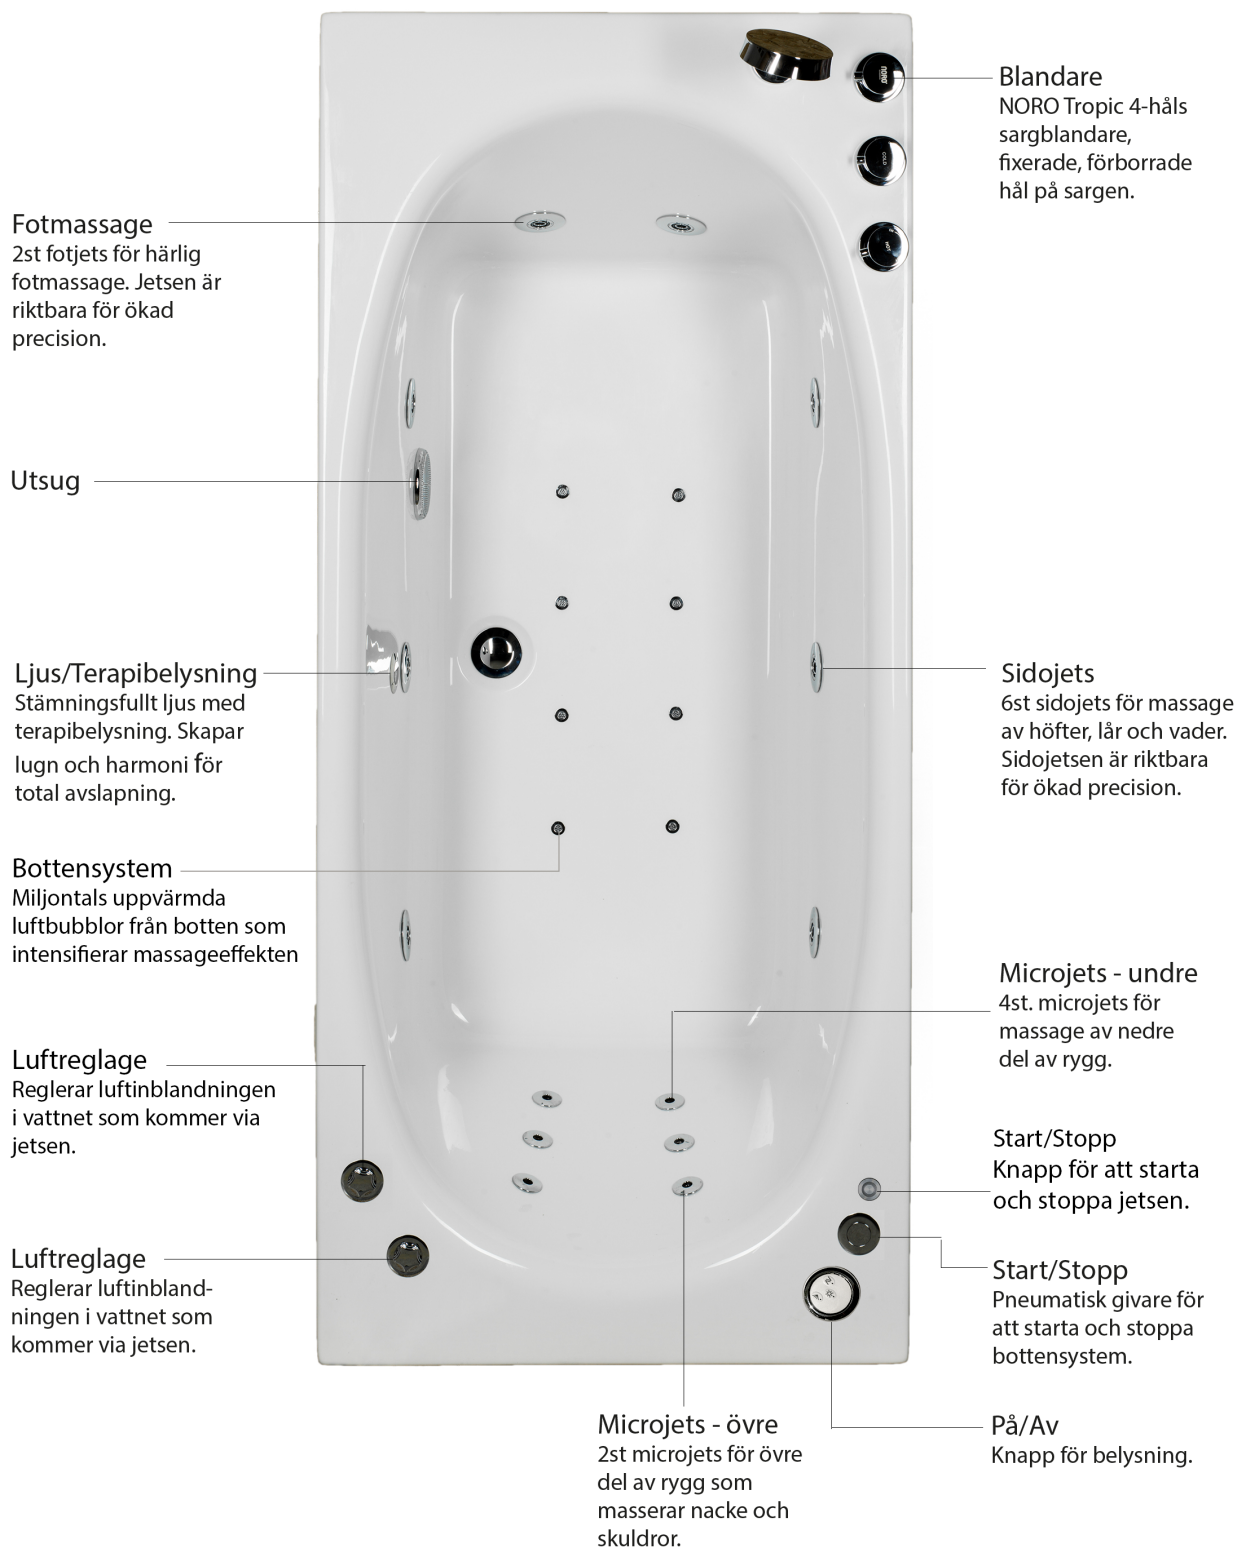 Blandare
NORO Tropic 4-håls
sargblandare,
fixerade, förborrade
hål på sargen.
NORO
COLD
HOT
Fotmassage
2st fotjets för härlig
fotmassage. Jetsen är
riktbara för ökad
precision.
Utsug
Ljus/Terapibelysning
Stämningsfullt ljus med
terapibelysning. Skapar
lugn och harmoni för
total avslapning.
Sidojets
6st sidojets för massage
av höfter, lår och vader.
Sidojetsen är riktbara
för ökad precision.
Bottensystem
Miljontals uppvärmda
luftbubblor från botten som
intensifierar massageeffekten
Microjets - undre
4st. microjets för
massage av nedre
del av rygg.
Luftreglage
Reglerar luftinblandningen
i vattnet som kommer via
jetsen.
Start/Stopp
Knapp för att starta
och stoppa jetsen.
Luftreglage
Reglerar luftinbland-
ningen i vattnet som
kommer via jetsen.
Start/Stopp
Pneumatisk givare för
att starta och stoppa
bottensystem.
Microjets - övre
2st microjets för övre
del av rygg som
masserar nacke och
skuldror.
På/Av
Knapp för belysning.